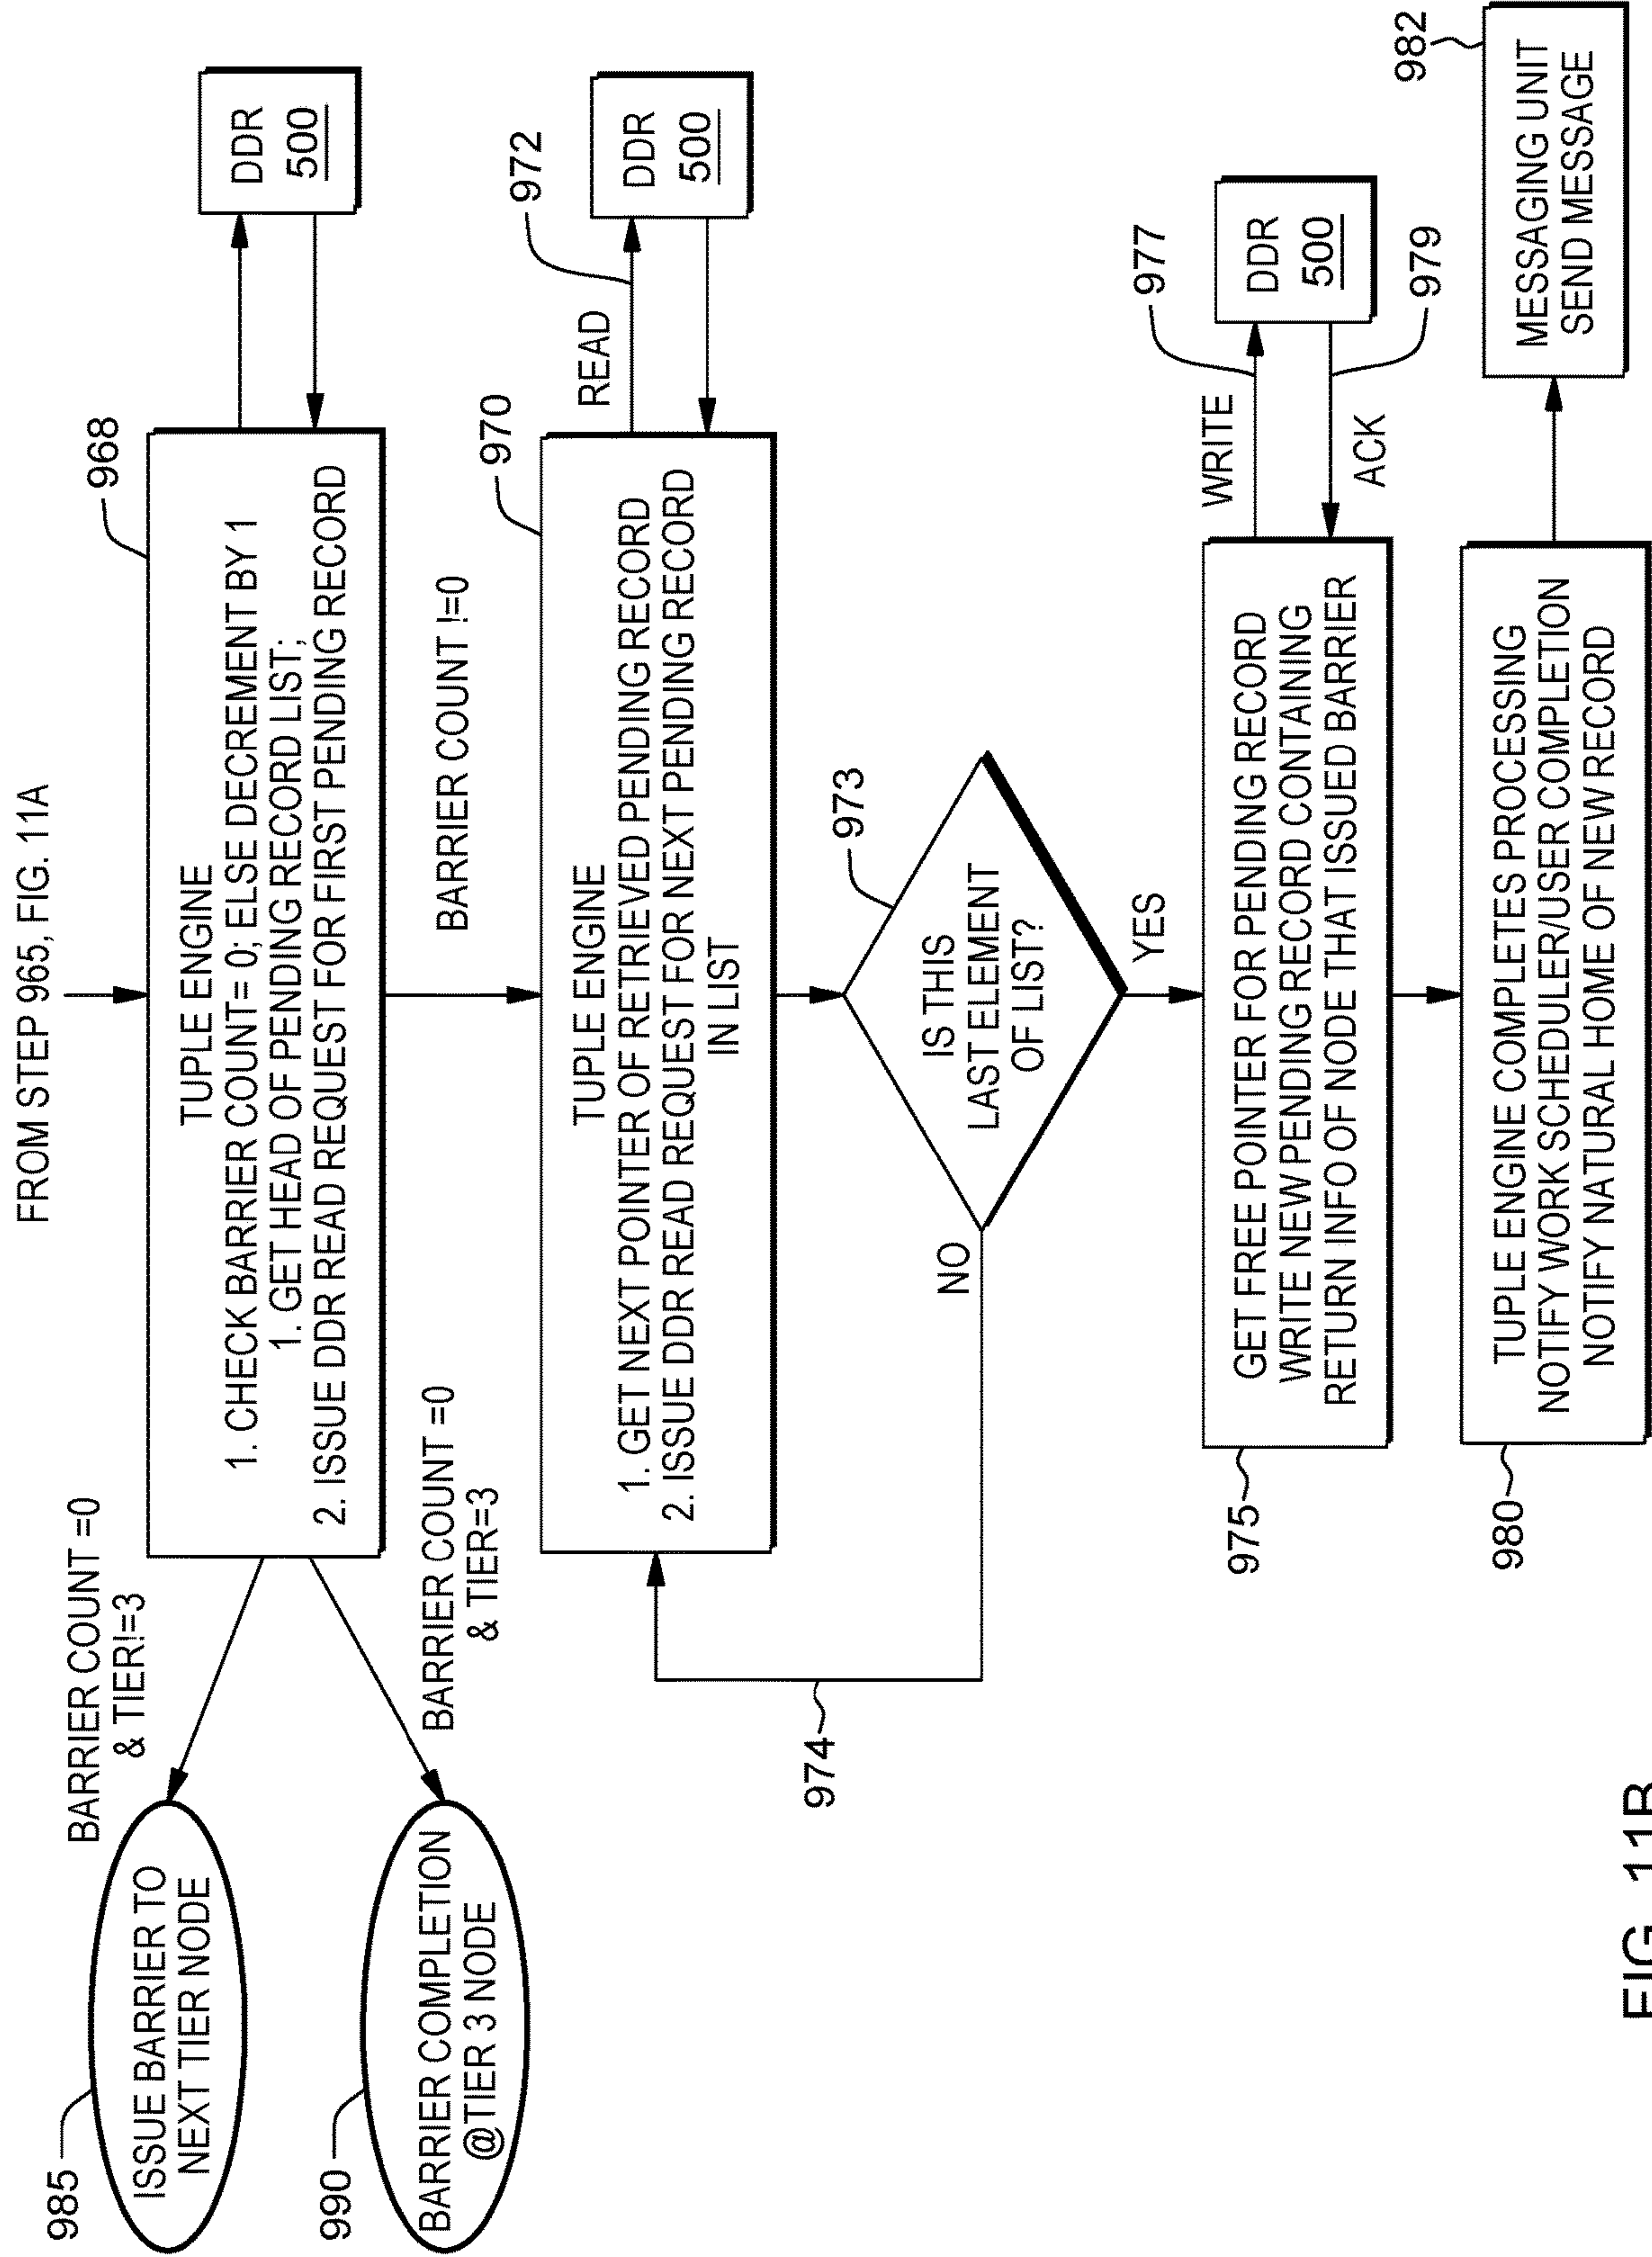 FROM STEP 965, FIG. 11A
968
TUPLE ENGINE
1. CHECK BARRIER COUNT= 0; ELSE DECREMENT BY 1
1. GET HEAD OF PENDING RECORD LIST;
2. ISSUE DDR READ REQUEST FOR FIRST PENDING RECORD
DDR
500
BARRIER COUNT =0
& TIER!=3
985
ISSUE BARRIER TO
NEXT TIER NODE
BARRIER COUNT =0
& TIER=3
990
BARRIER COMPLETION
@TIER 3 NODE
BARRIER COUNT !=0
970
TUPLE ENGINE
1. GET NEXT POINTER OF RETRIEVED PENDING RECORD
2. ISSUE DDR READ REQUEST FOR NEXT PENDING RECORD
IN LIST
READ
972
DDR
500
973
IS THIS
LAST ELEMENT
OF LIST?
NO
974
YES
975
GET FREE POINTER FOR PENDING RECORD
WRITE NEW PENDING RECORD CONTAINING
RETURN INFO OF NODE THAT ISSUED BARRIER
WRITE
977
DDR
500
ACK
979
980
TUPLE ENGINE COMPLETES PROCESSING
NOTIFY WORK SCHEDULER/USER COMPLETION
NOTIFY NATURAL HOME OF NEW RECORD
982
MESSAGING UNIT
SEND MESSAGE
FIG. 11B